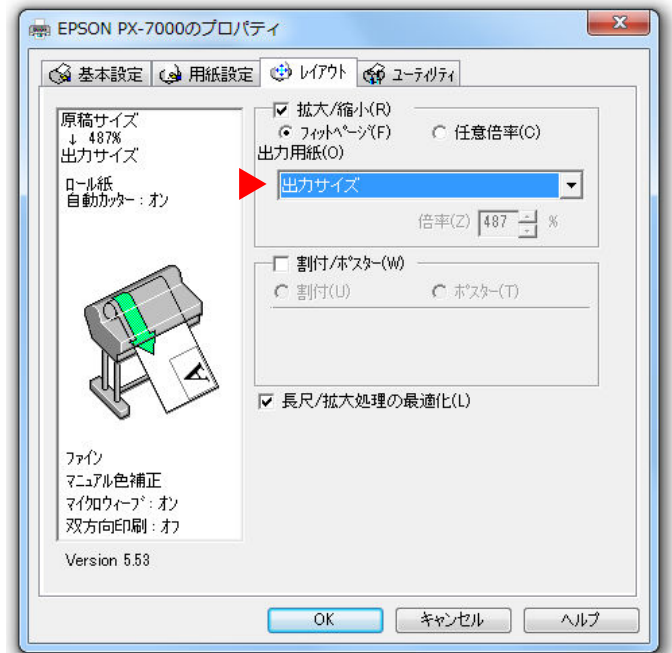 EPSON PX-7000のプロパティ
基本設定 用紙設定 レイアウト ユーティリティ
原稿サイズ
↓ 487%
出力サイズ
ロール紙
自動カッター：オン
A
ファイン
マニュアル色補正
マイクロウィーブ：オン
双方向印刷：オフ
Version 5.53
拡大/縮小(R)
フィットページ(F) 任意倍率(C)
出力用紙(O)
出力サイズ
倍率(Z) 487 %
割付/ポスター(W)
割付(U) ポスター(T)
長尺/拡大処理の最適化(L)
OK キャンセル ヘルプ